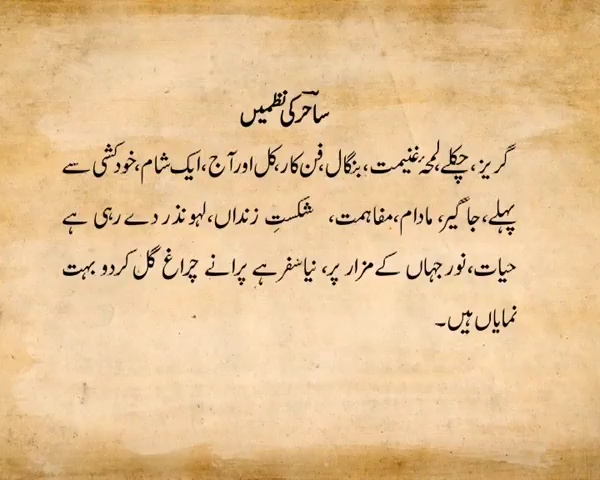 ساحر کی نظمیں
گریز، چکلے، لمحۂ غنیمت، بنگال، فن کار، کل اور آج، ایک شام، خودکشی سے
پہلے، جاگیر، مادام، مفاہمت، شکستِ زنداں، لہو نذر دے رہی ہے
حیات، نور جہاں کے مزار پر، نیا سفر ہے پرانے چراغ گل کردو بہت
نمایاں ہیں۔